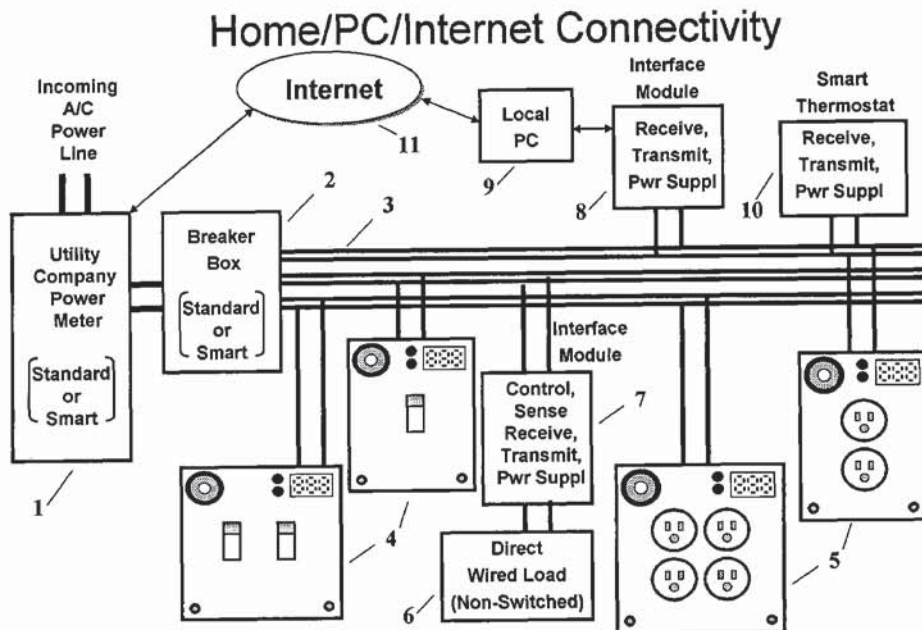 Home/PC/Internet Connectivity
Incoming
A/C
Power
Line
Internet
11
Local
PC
9
Interface
Module
Receive,
Transmit,
Pwr Suppl
8
Smart
Thermostat
Receive,
Transmit,
Pwr Suppl
10
2
3
Utility
Company
Power
Meter
Standard
or
Smart
1
Breaker
Box
Standard
or
Smart
Interface
Module
Control,
Sense
Receive,
Transmit,
Pwr Suppl
7
4
Direct
Wired Load
(Non-Switched)
6
5